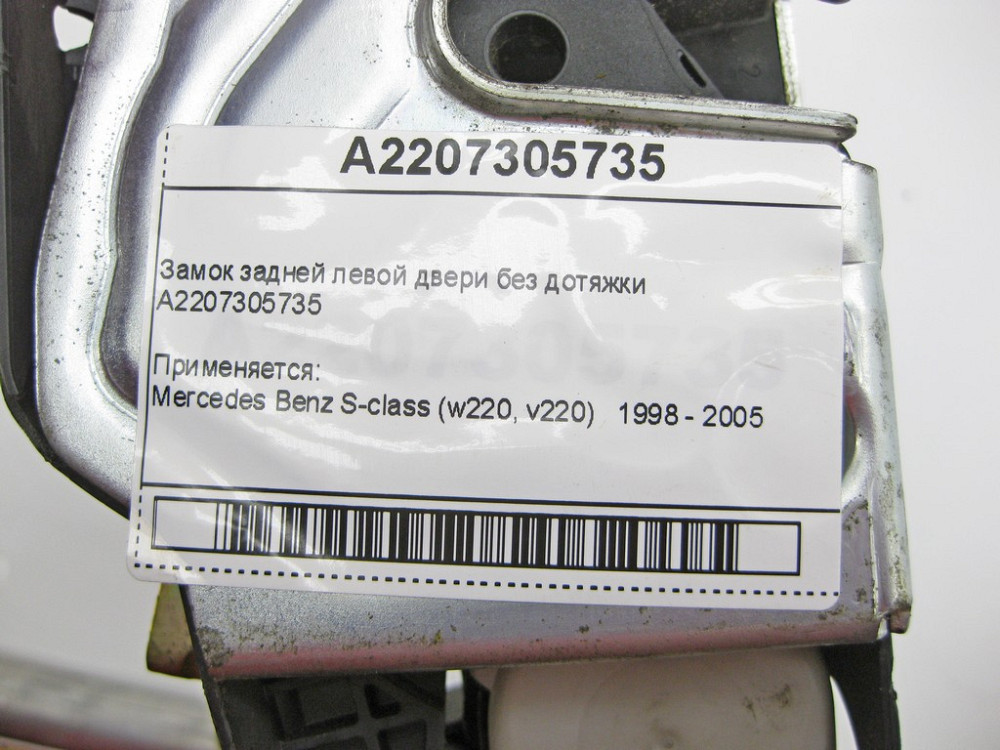 A2207305735
Замок задней левой двери без дотяжки
A2207305735
Применяется:
Mercedes Benz S-class (w220, v220) 1998 - 2005